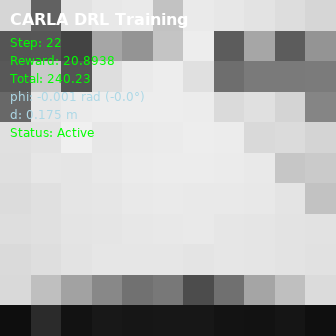 CARLA DRL Training
Step: 22
Reward: 20.8938
Total: 240.23
phi: -0.001 rad (-0.0°)
d: 0.175 m
Status: Active